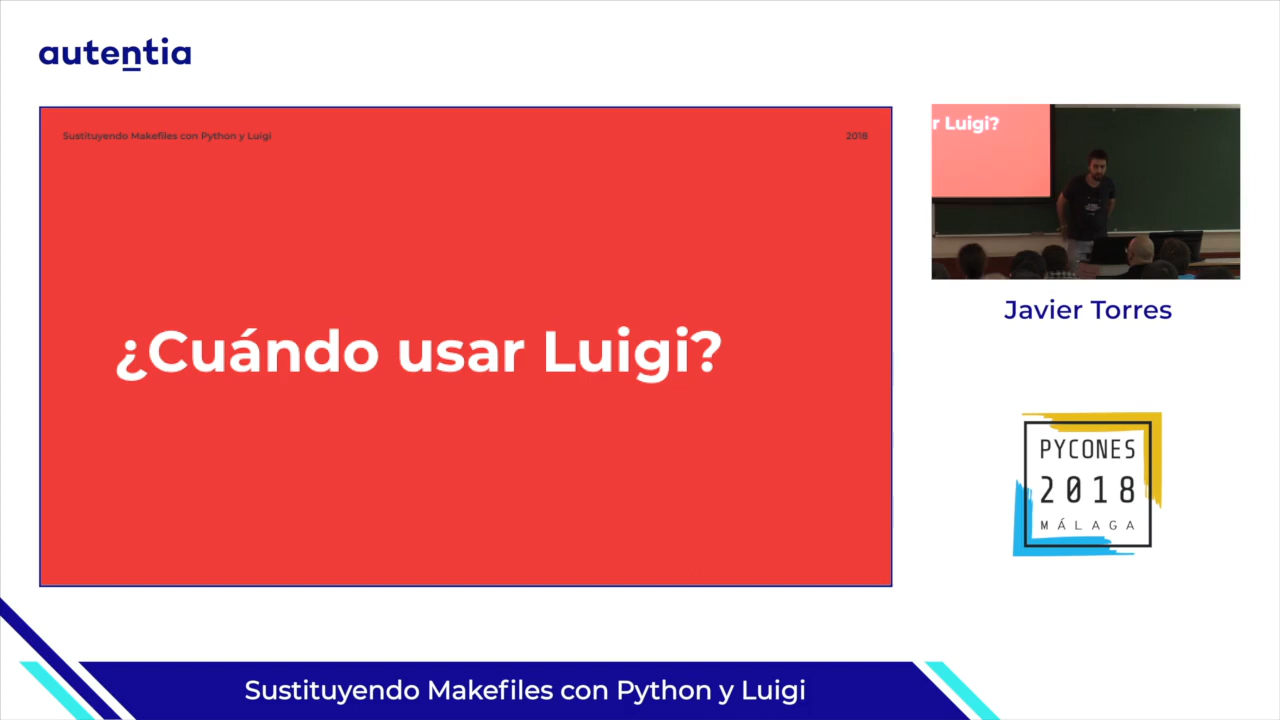 autentia
Sustituyendo Makefiles con Python y Luigi
2018
¿Cuándo usar Luigi?
r Luigi?
Javier Torres
PYCONES
2018
MÁLAGA
Sustituyendo Makefiles con Python y Luigi